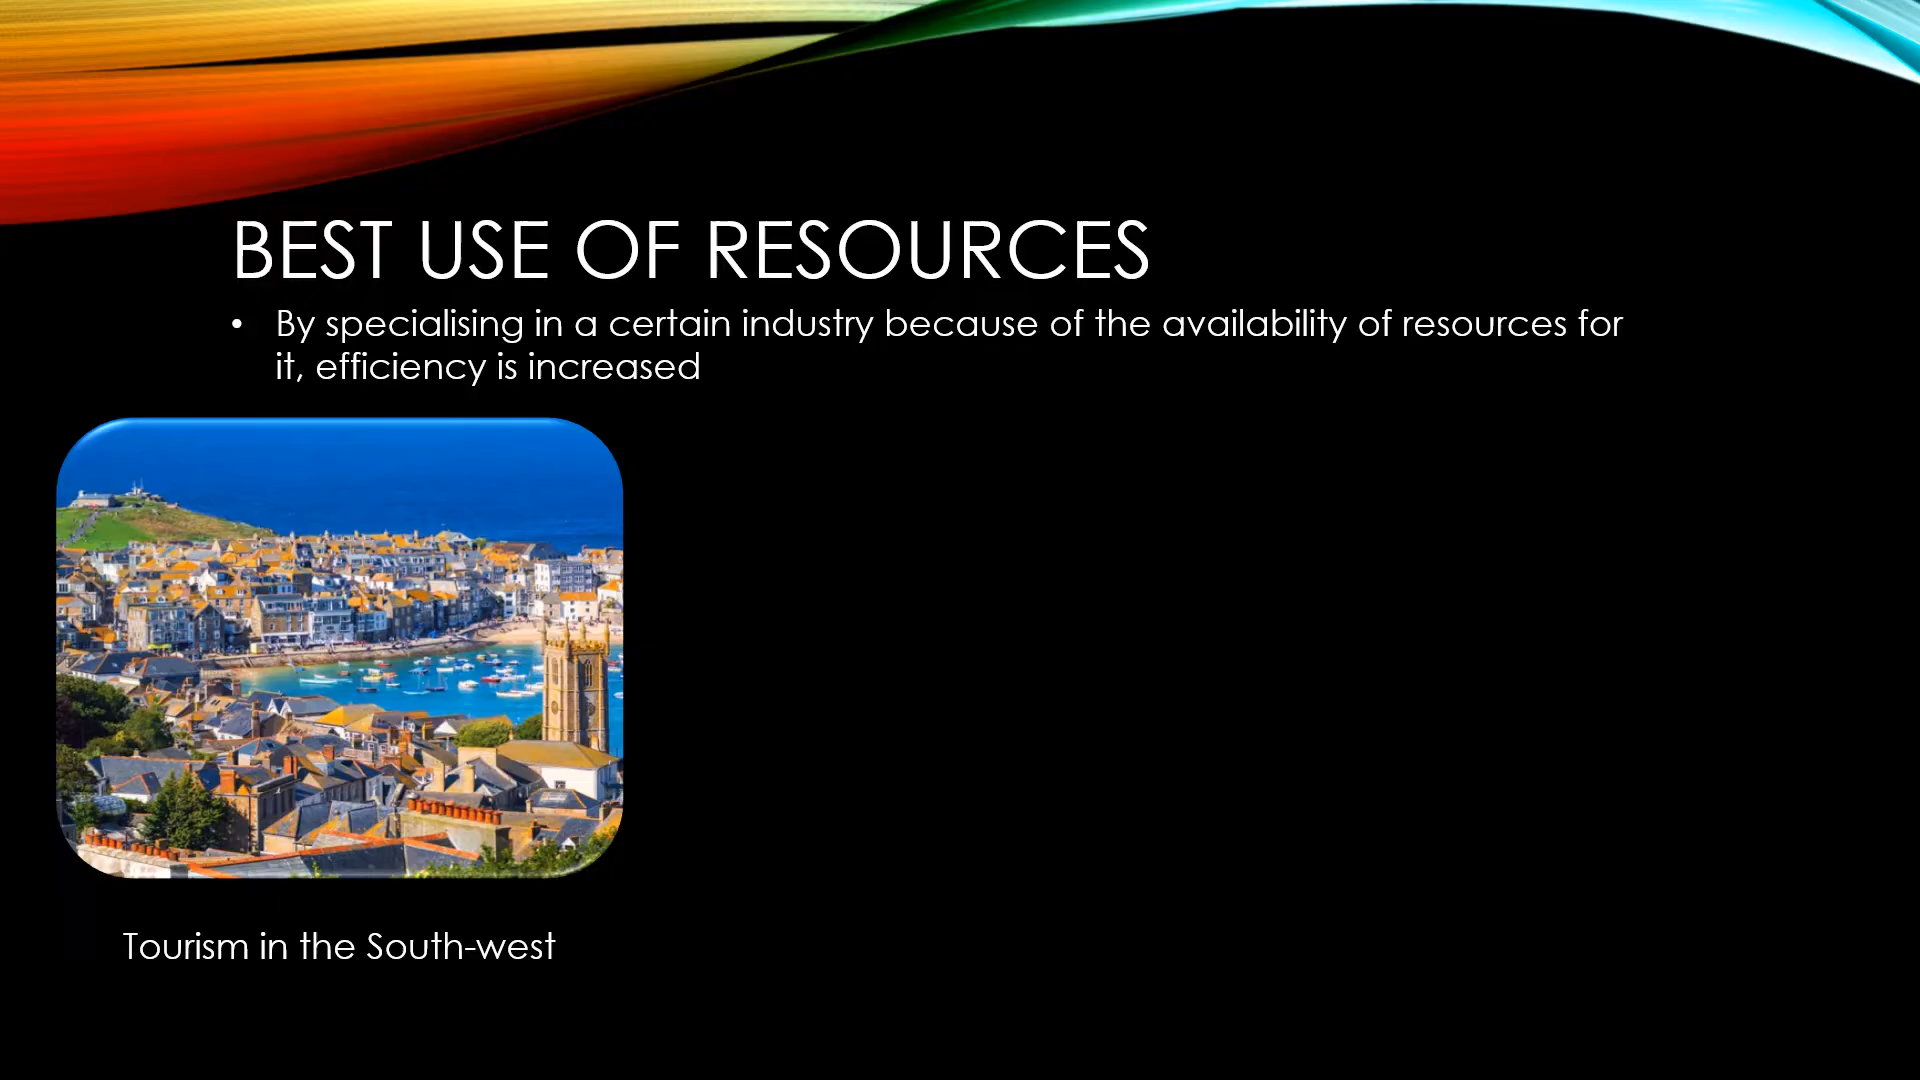 BEST USE OF RESOURCES
• By specialising in a certain industry because of the availability of resources for
it, efficiency is increased
Tourism in the South-west